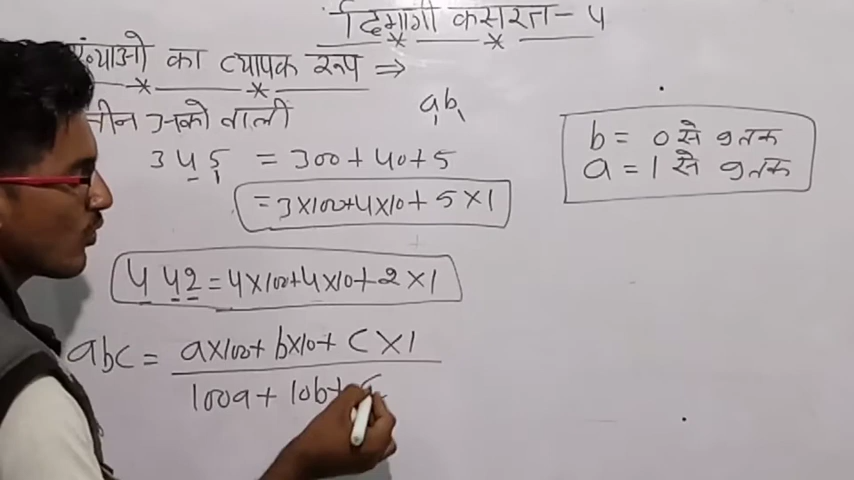 दिमागी कसरत - 5
का व्यापक रूप ⇒
तीन अंको वाली
ab
345 = 300 + 40 + 5
= 3×100 + 4×10 + 5×1
b = 0 से 9 तक
a = 1 से 9 तक
442 = 4×100 + 4×10 + 2×1
abc = a×100 + b×10 + c×1
100a + 10b + c